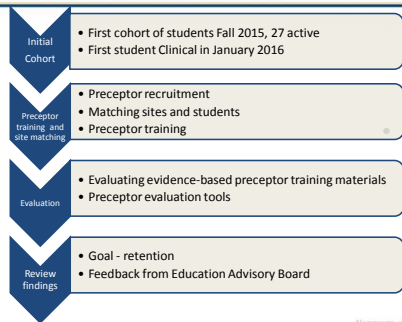 Initial
Cohort
• First cohort of students Fall 2015, 27 active
• First student Clinical in January 2016
Preceptor
training and
site matching
• Preceptor recruitment
• Matching sites and students
• Preceptor training
Evaluation
• Evaluating evidence-based preceptor training materials
• Preceptor evaluation tools
Review
findings
• Goal - retention
• Feedback from Education Advisory Board